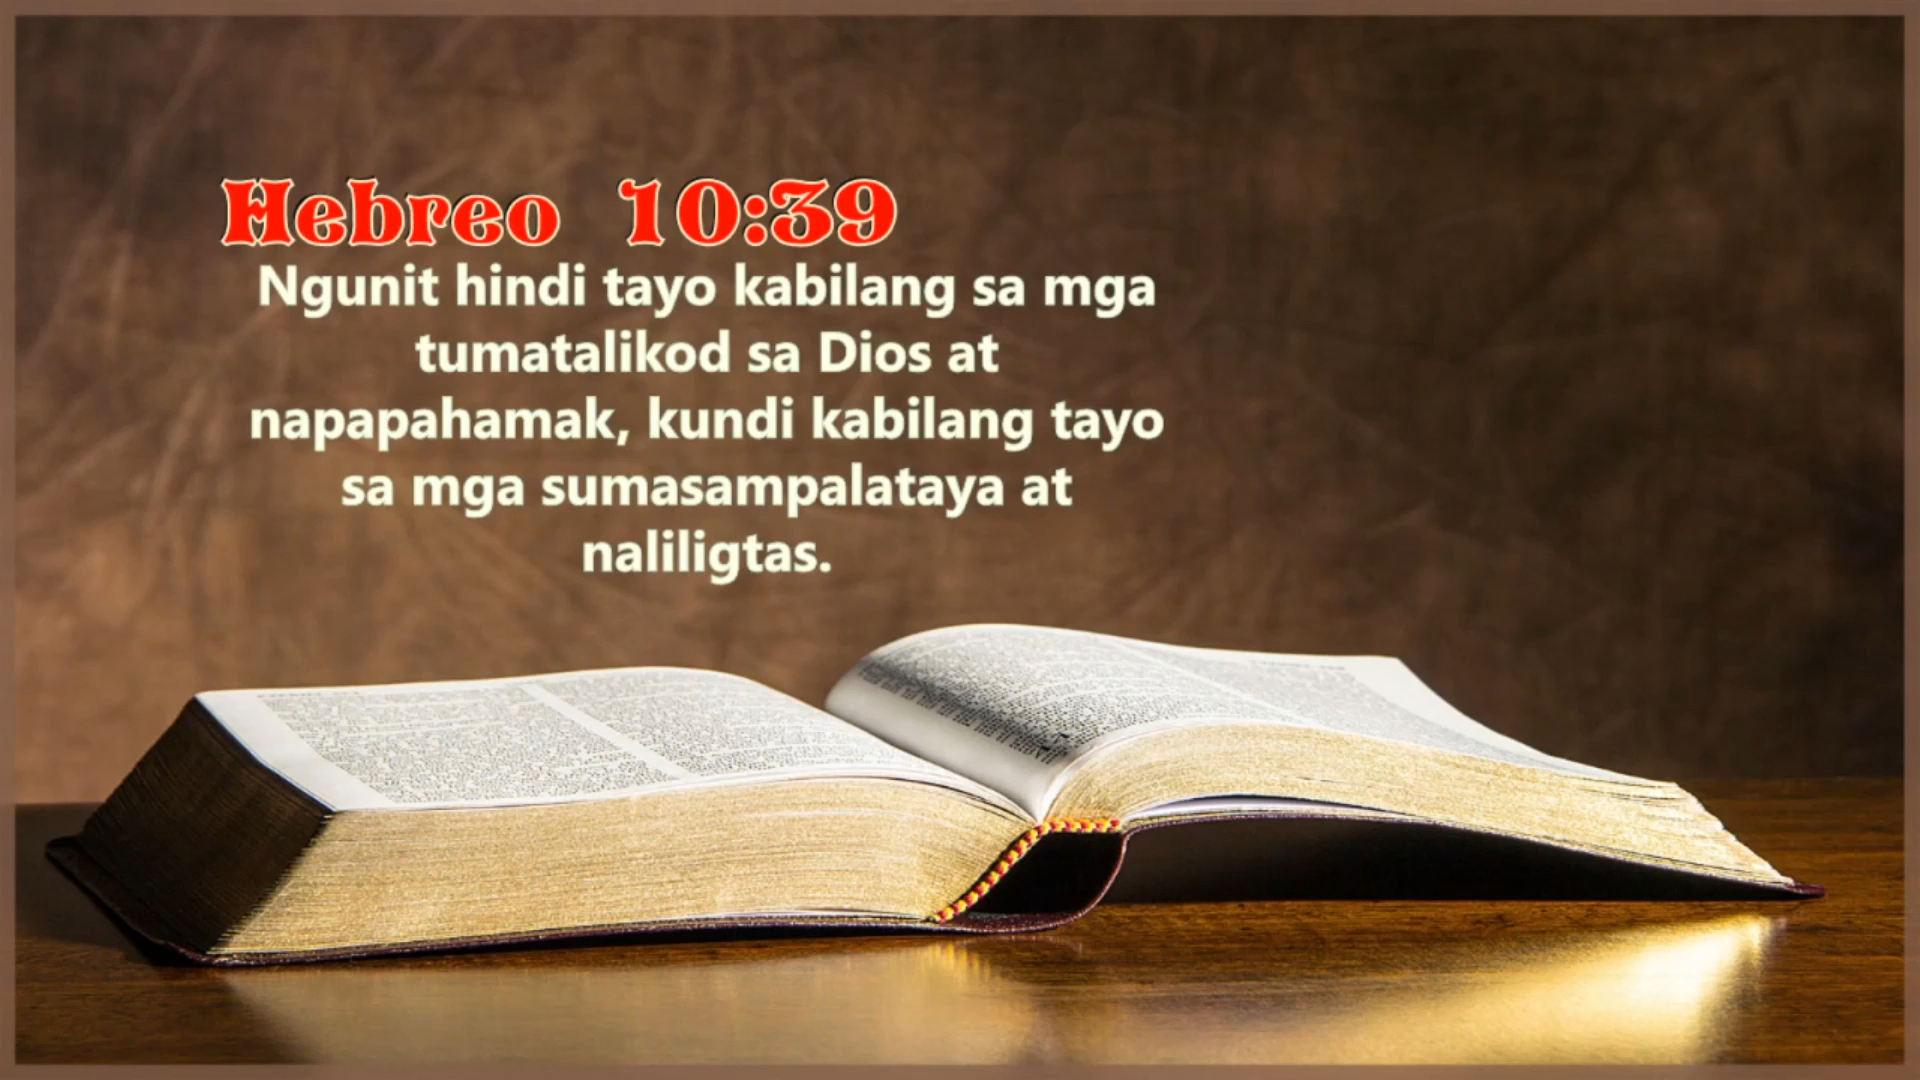 Hebreo 10:39
Ngunit hindi tayo kabilang sa mga
tumatalikod sa Dios at
napapahamak, kundi kabilang tayo
sa mga sumasampalataya at
naliligtas.